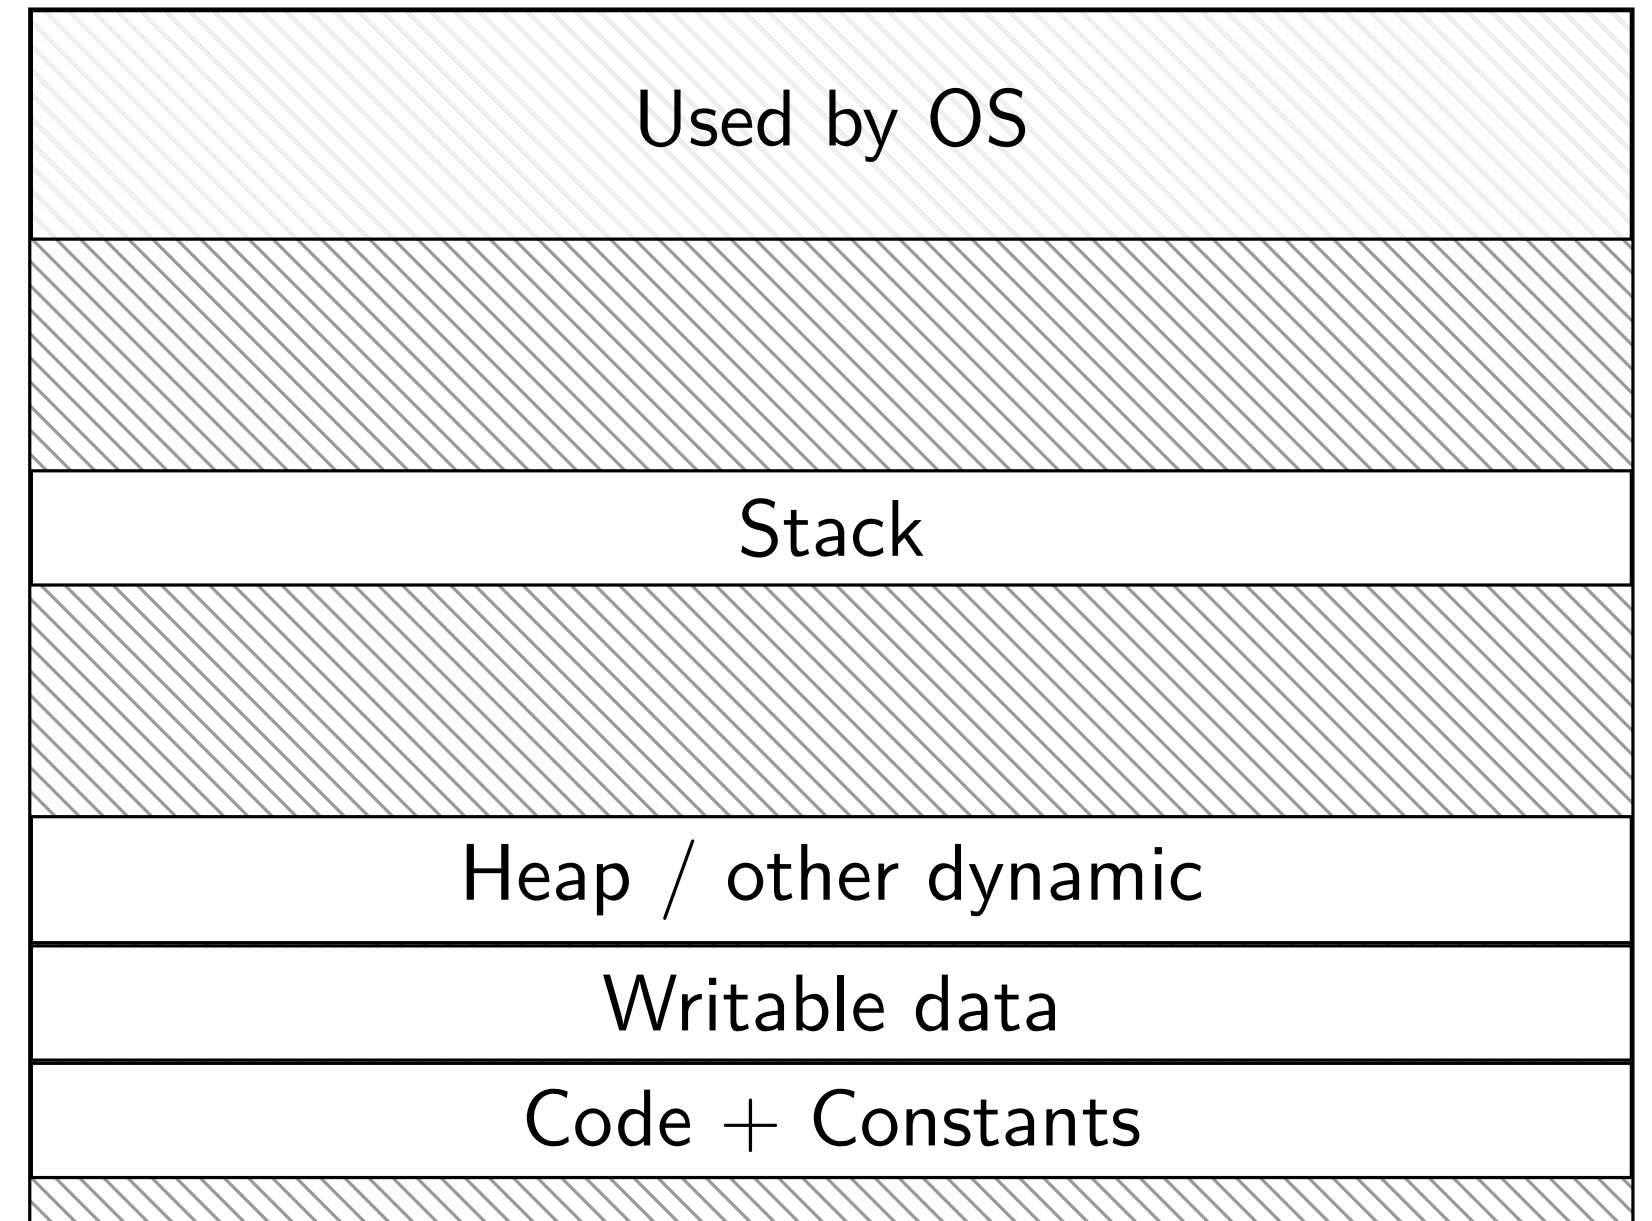 Used by OS
Stack
Heap / other dynamic
Writable data
Code + Constants